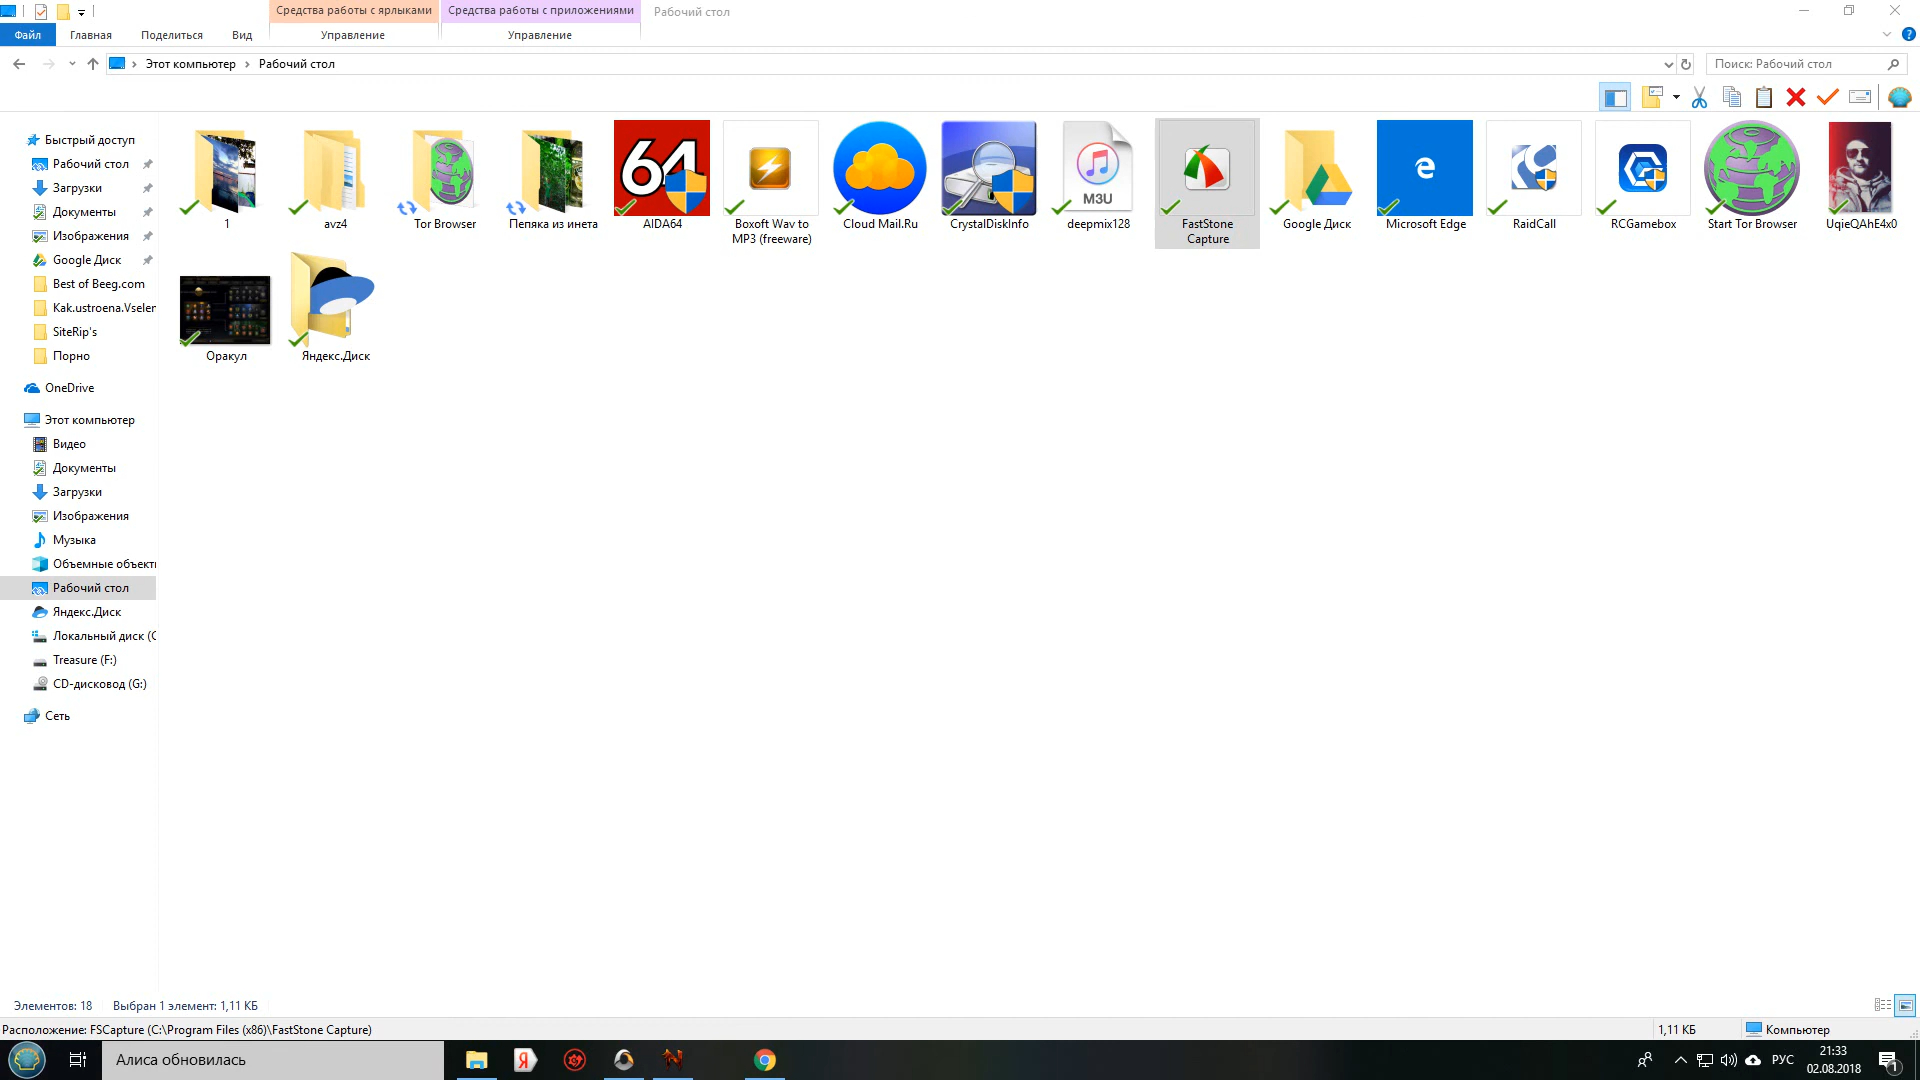 Средства работы с ярлыками
Средства работы с приложениями
Рабочий стол
Файл
Главная
Поделиться
Вид
Управление
Управление
?
Этот компьютер
Рабочий стол
Поиск: Рабочий стол
Быстрый доступ
Рабочий стол
Загрузки
Документы
Изображения
Google Диск
Best of Beeg.com
Kak.ustroena.Vselen
SiteRip's
Порно
OneDrive
Этот компьютер
Видео
Документы
Загрузки
Изображения
Музыка
Объемные объекты
Рабочий стол
Яндекс.Диск
Локальный диск (C
Treasure (F:)
CD-дисковод (G:)
Сеть
1
avz4
Tor Browser
Пепяка из инета
64
AIDA64
Boxoft Wav to
MP3 (freeware)
Cloud Mail.Ru
CrystalDiskInfo
M3U
deepmix128
FastStone
Capture
Google Диск
Microsoft Edge
RaidCall
RCGamebox
Start Tor Browser
UqieQAhE4x0
Оракул
Яндекс.Диск
Элементов: 18
Выбран 1 элемент: 1,11 КБ
Расположение: FSCapture (C:\Program Files (x86)\FastStone Capture)
1,11 КБ
Компьютер
Алиса обновилась
Я
РУС
21:33
02.08.2018
1